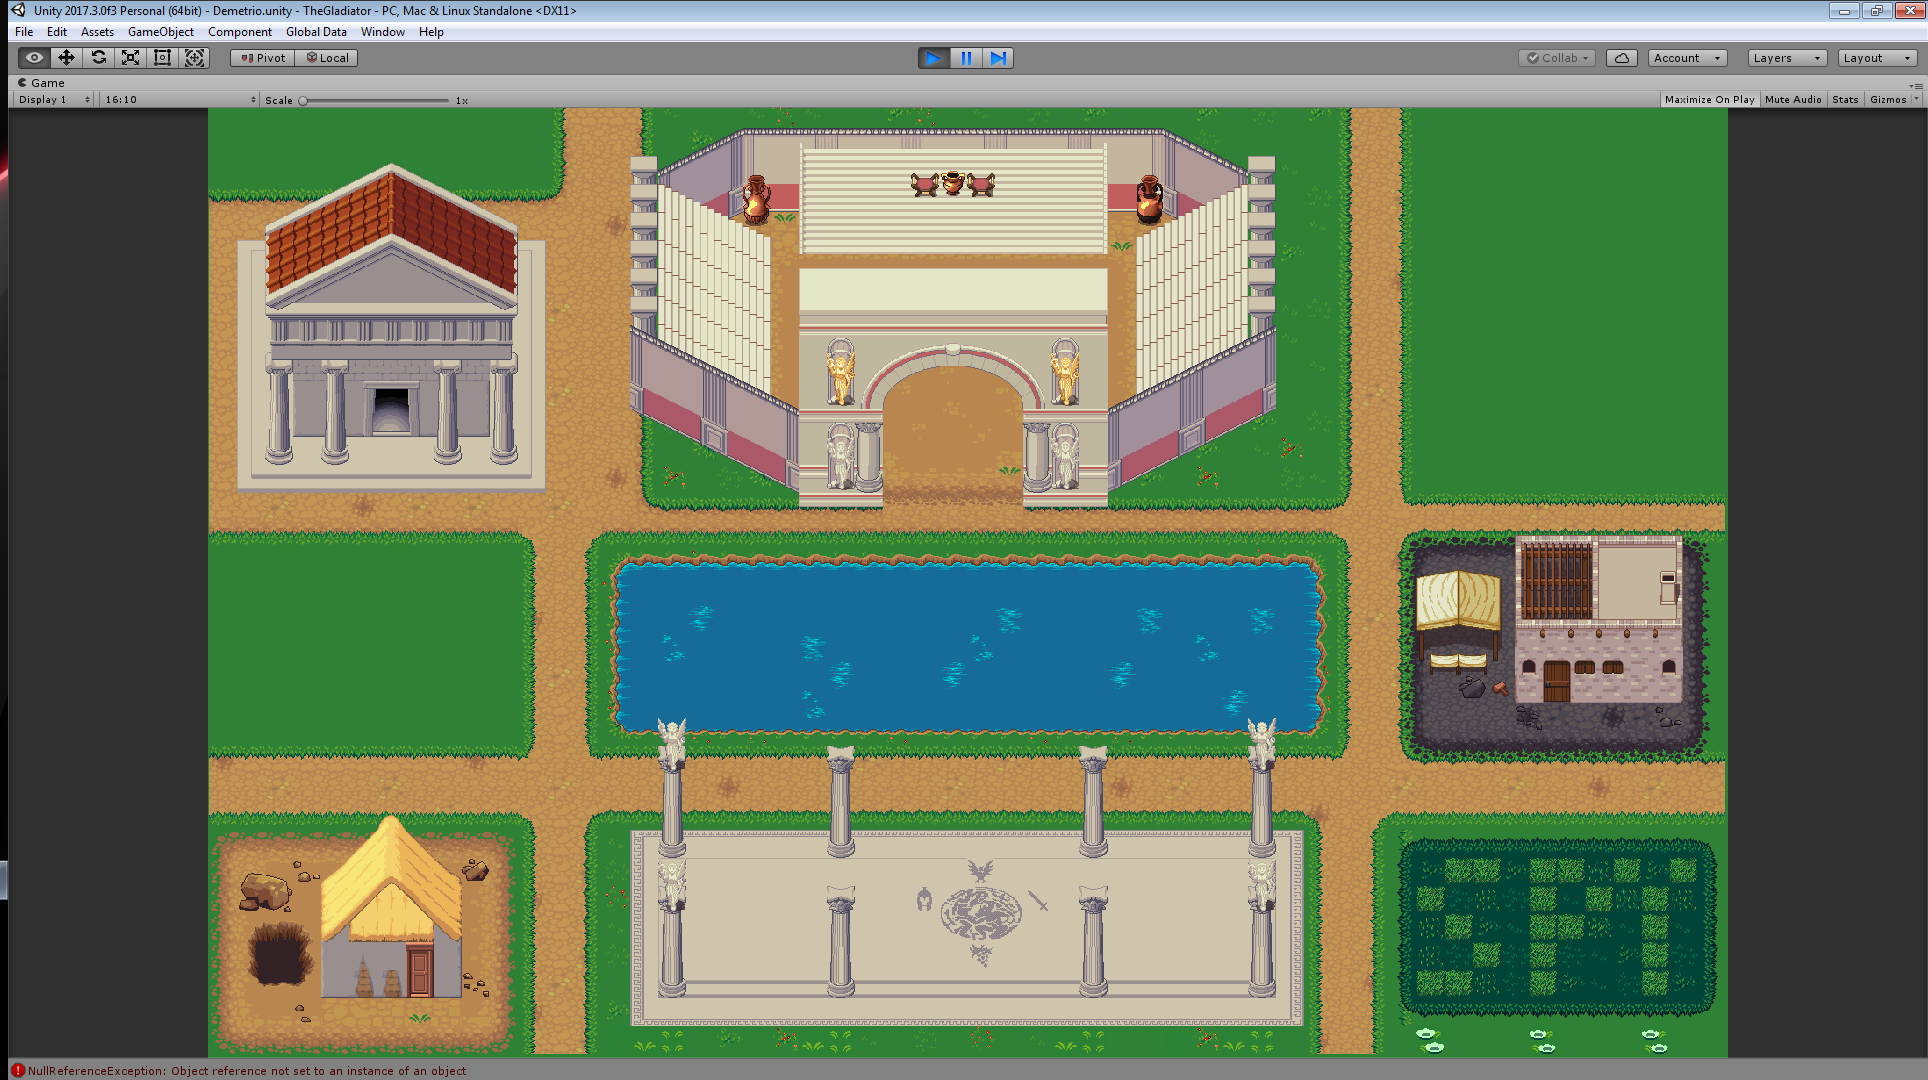 Unity 2017.3.0f3 Personal (64bit) - Demetrio.unity - TheGladiator - PC, Mac & Linux Standalone <DX11>
File Edit Assets GameObject Component Global Data Window Help
Pivot Local Collab Account Layers Layout
Game
Display 1 16:10 Scale 1x Maximize On Play Mute Audio Stats Gizmos
NullReferenceException: Object reference not set to an instance of an object